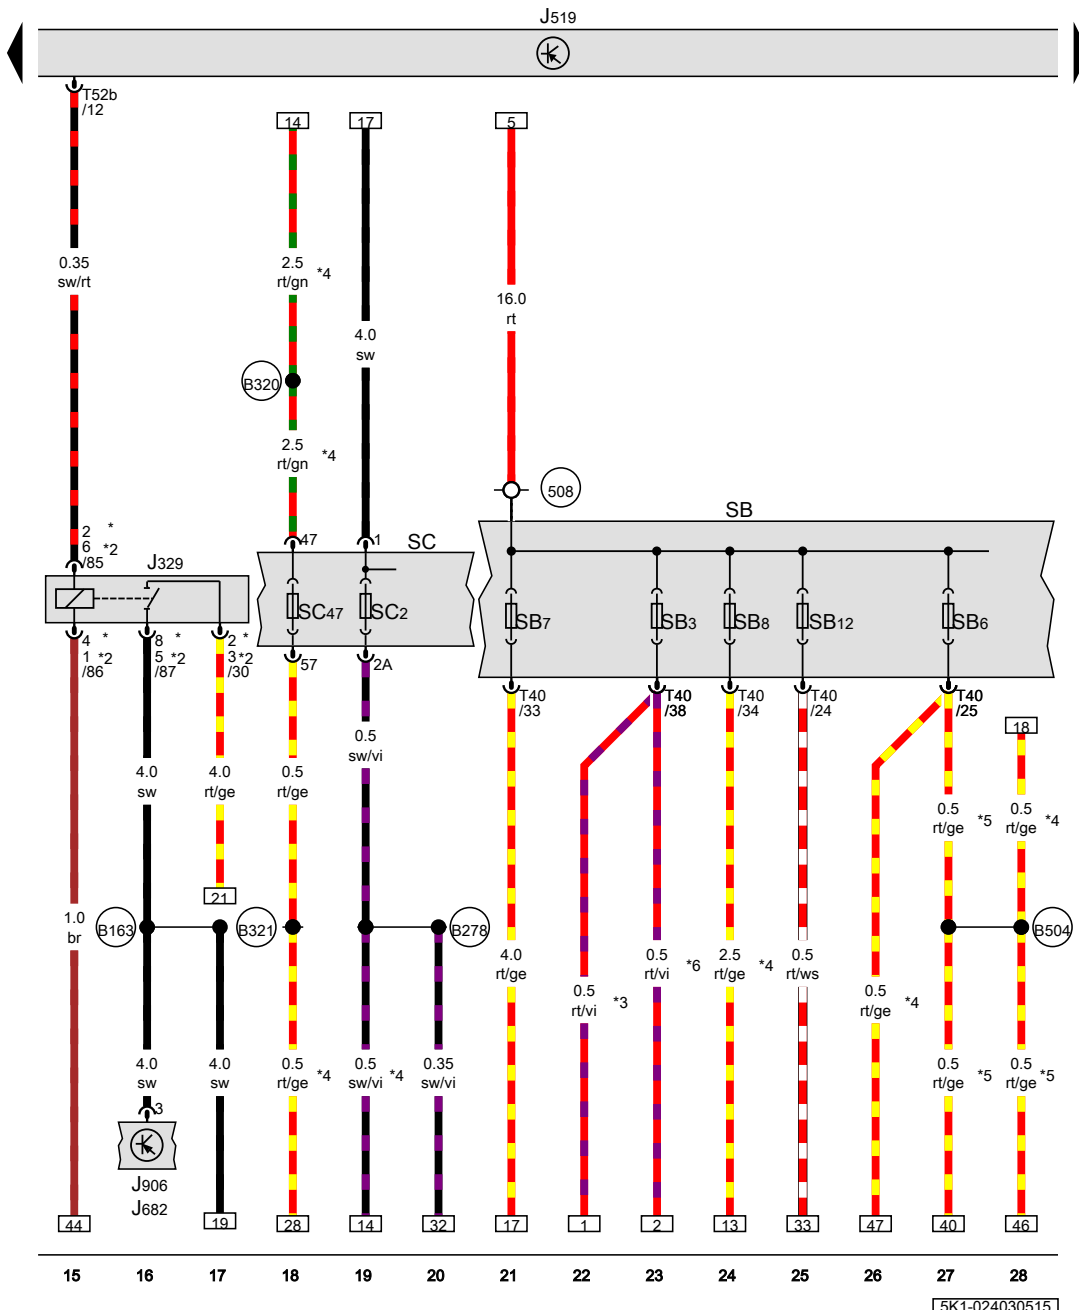 J519
T52b
/12
14
17
5
0.35
sw/rt
2.5
rt/gn
*4
16.0
rt
4.0
sw
B320
2.5
rt/gn
*4
508
2 *
6 *2
/85
J329
47
1
SC
SB
SC47
SC2
SB7
SB3
SB8
SB12
SB6
4 *
1 *2
/86
8 *
5 *2
/87
2 *
3 *2
/30
57
2A
T40
/33
T40
/38
T40
/34
T40
/24
T40
/25
18
4.0
sw
4.0
rt/ge
0.5
rt/ge
0.5
sw/vi
0.5
rt/ge
*5
0.5
rt/ge
*4
21
1.0
br
B163
B321
B278
B504
4.0
rt/ge
0.5
rt/vi
*3
0.5
rt/vi
*6
2.5
rt/ge
*4
0.5
rt/ws
0.5
rt/ge
*4
4.0
sw
4.0
sw
0.5
rt/ge
*4
0.5
sw/vi
*4
0.35
sw/vi
0.5
rt/ge
*5
0.5
rt/ge
*5
3
J906
J682
44
19
28
14
32
17
1
2
13
33
47
40
46
15 16 17 18 19 20 21 22 23 24 25 26 27 28
5K1-024030515